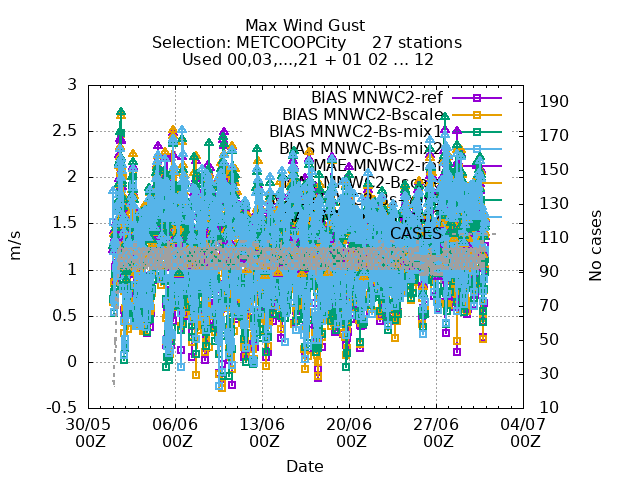 Max Wind Gust
Selection: METCOOPCity     27 stations
Used 00,03,...,21 + 01 02 ... 12
BIAS MNWC2-ref
BIAS MNWC2-Bscale
BIAS MNWC2-Bs-mix1
BIAS MNWC-Bs-mix2
CASES
3
2.5
2
1.5
1
0.5
0
-0.5
m/s
190
170
150
130
110
90
70
50
30
10
No cases
30/05 06/06 13/06 20/06 27/06 04/07
00Z 00Z 00Z 00Z 00Z 00Z
Date